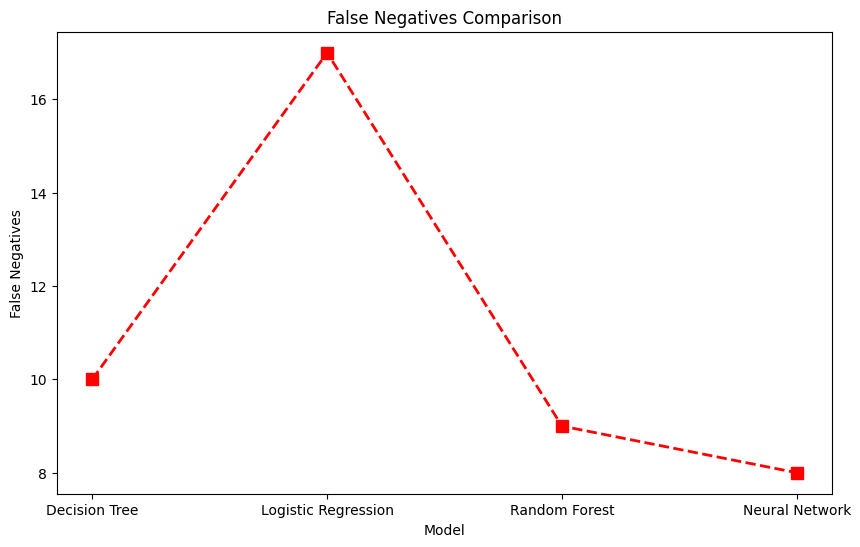 False Negatives Comparison
False Negatives
16
14
12
10
8
Decision Tree
Logistic Regression
Random Forest
Neural Network
Model